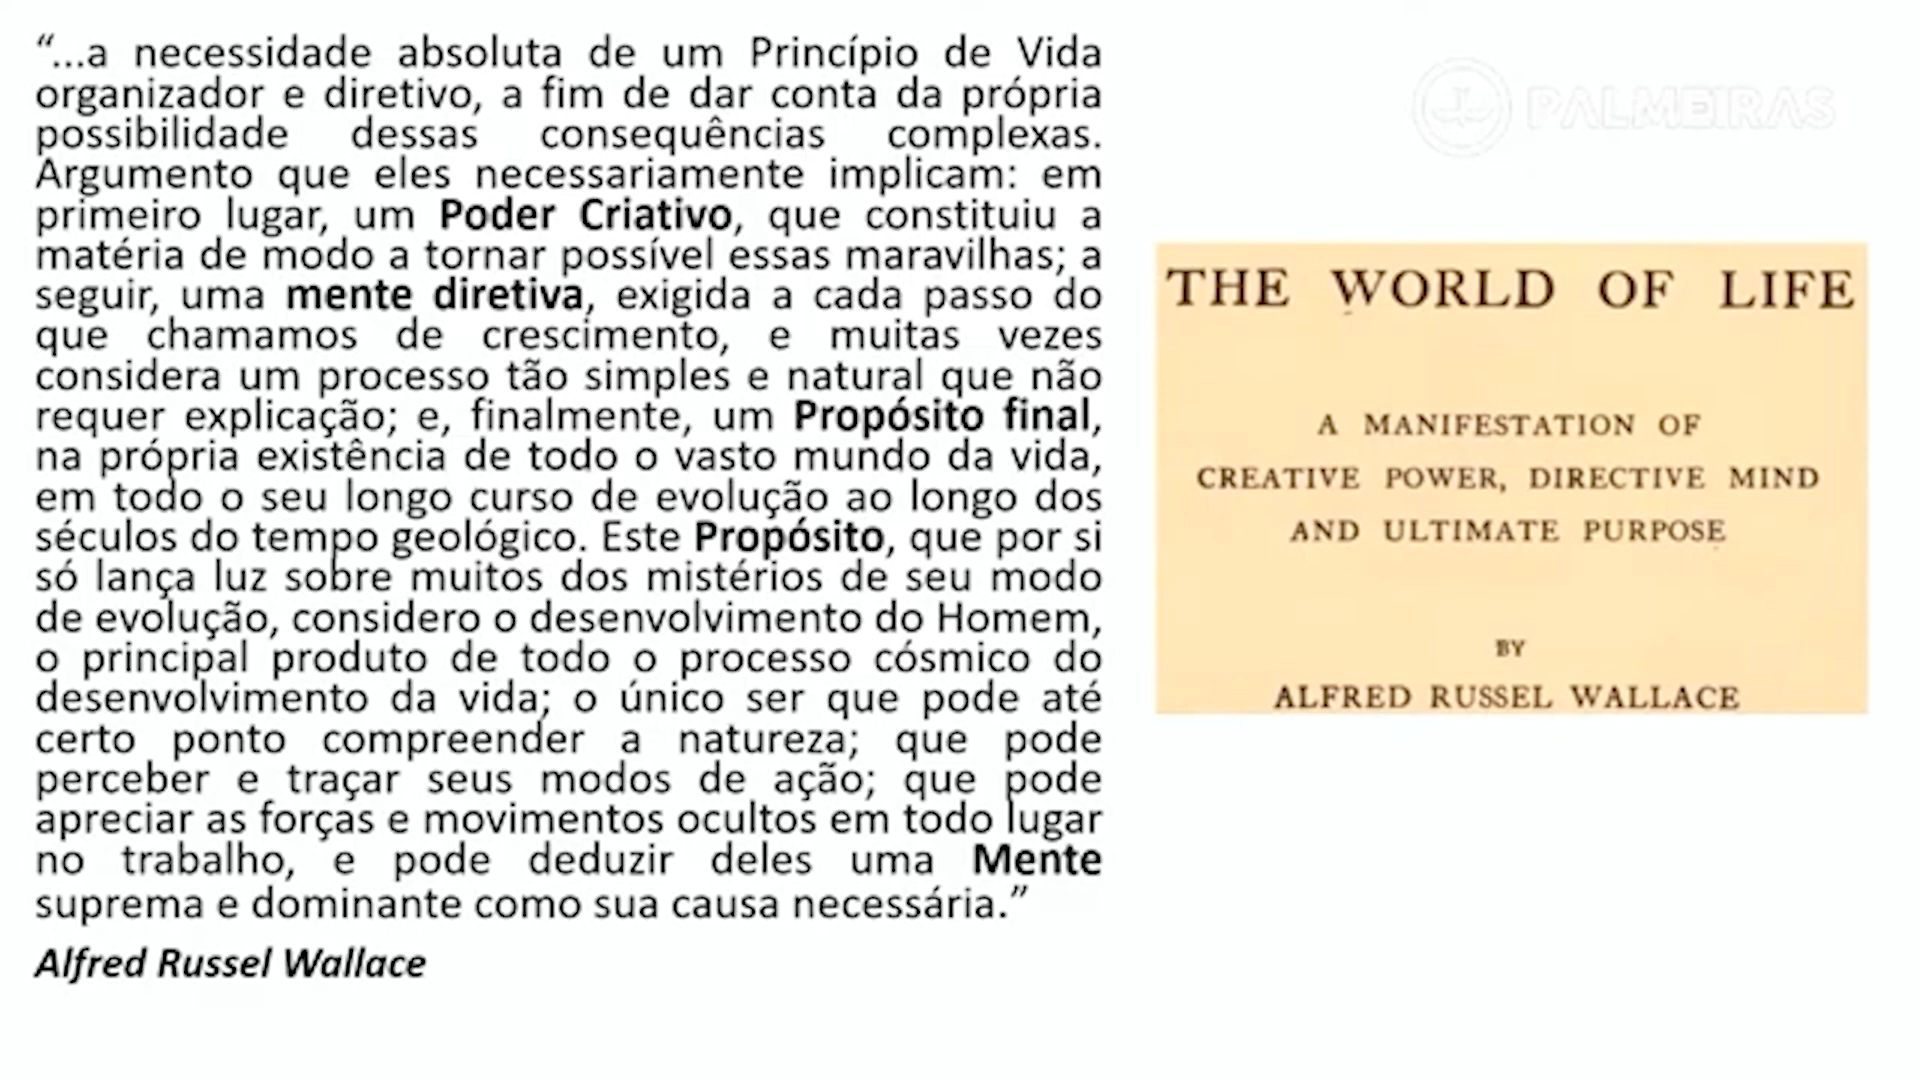 “...a necessidade absoluta de um Princípio de Vida
organizador e diretivo, a fim de dar conta da própria
possibilidade dessas consequências complexas.
Argumento que eles necessariamente implicam: em
primeiro lugar, um Poder Criativo, que constituiu a
matéria de modo a tornar possível essas maravilhas; a
seguir, uma mente diretiva, exigida a cada passo do
que chamamos de crescimento, e muitas vezes
considera um processo tão simples e natural que não
requer explicação; e, finalmente, um Propósito final,
na própria existência de todo o vasto mundo da vida,
em todo o seu longo curso de evolução ao longo dos
séculos do tempo geológico. Este Propósito, que por si
só lança luz sobre muitos dos mistérios de seu modo
de evolução, considero o desenvolvimento do Homem,
o principal produto de todo o processo cósmico do
desenvolvimento da vida; o único ser que pode até
certo ponto compreender a natureza; que pode
perceber e traçar seus modos de ação; que pode
apreciar as forças e movimentos ocultos em todo lugar
no trabalho, e pode deduzir deles uma Mente
suprema e dominante como sua causa necessária.”
Alfred Russel Wallace
PALMEIRAS
THE WORLD OF LIFE
A MANIFESTATION OF
CREATIVE POWER, DIRECTIVE MIND
AND ULTIMATE PURPOSE
BY
ALFRED RUSSEL WALLACE